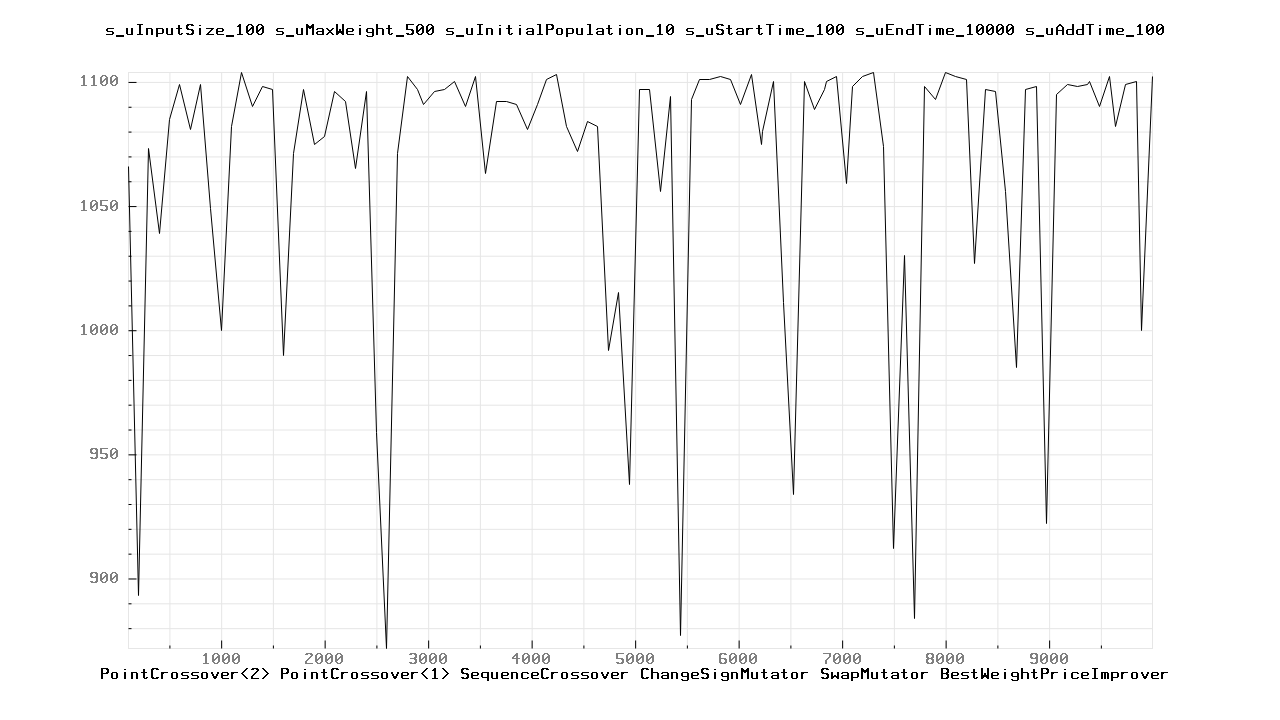 s_uInputSize_100 s_uMaxWeight_500 s_uInitialPopulation_10 s_uStartTime_100 s_uEndTime_10000 s_uAddTime_100
1100
1050
1000
950
900
1000 2000 3000 4000 5000 6000 7000 8000 9000
PointCrossover<2> PointCrossover<1> SequenceCrossover ChangeSignMutator SwapMutator BestWeightPriceImprover